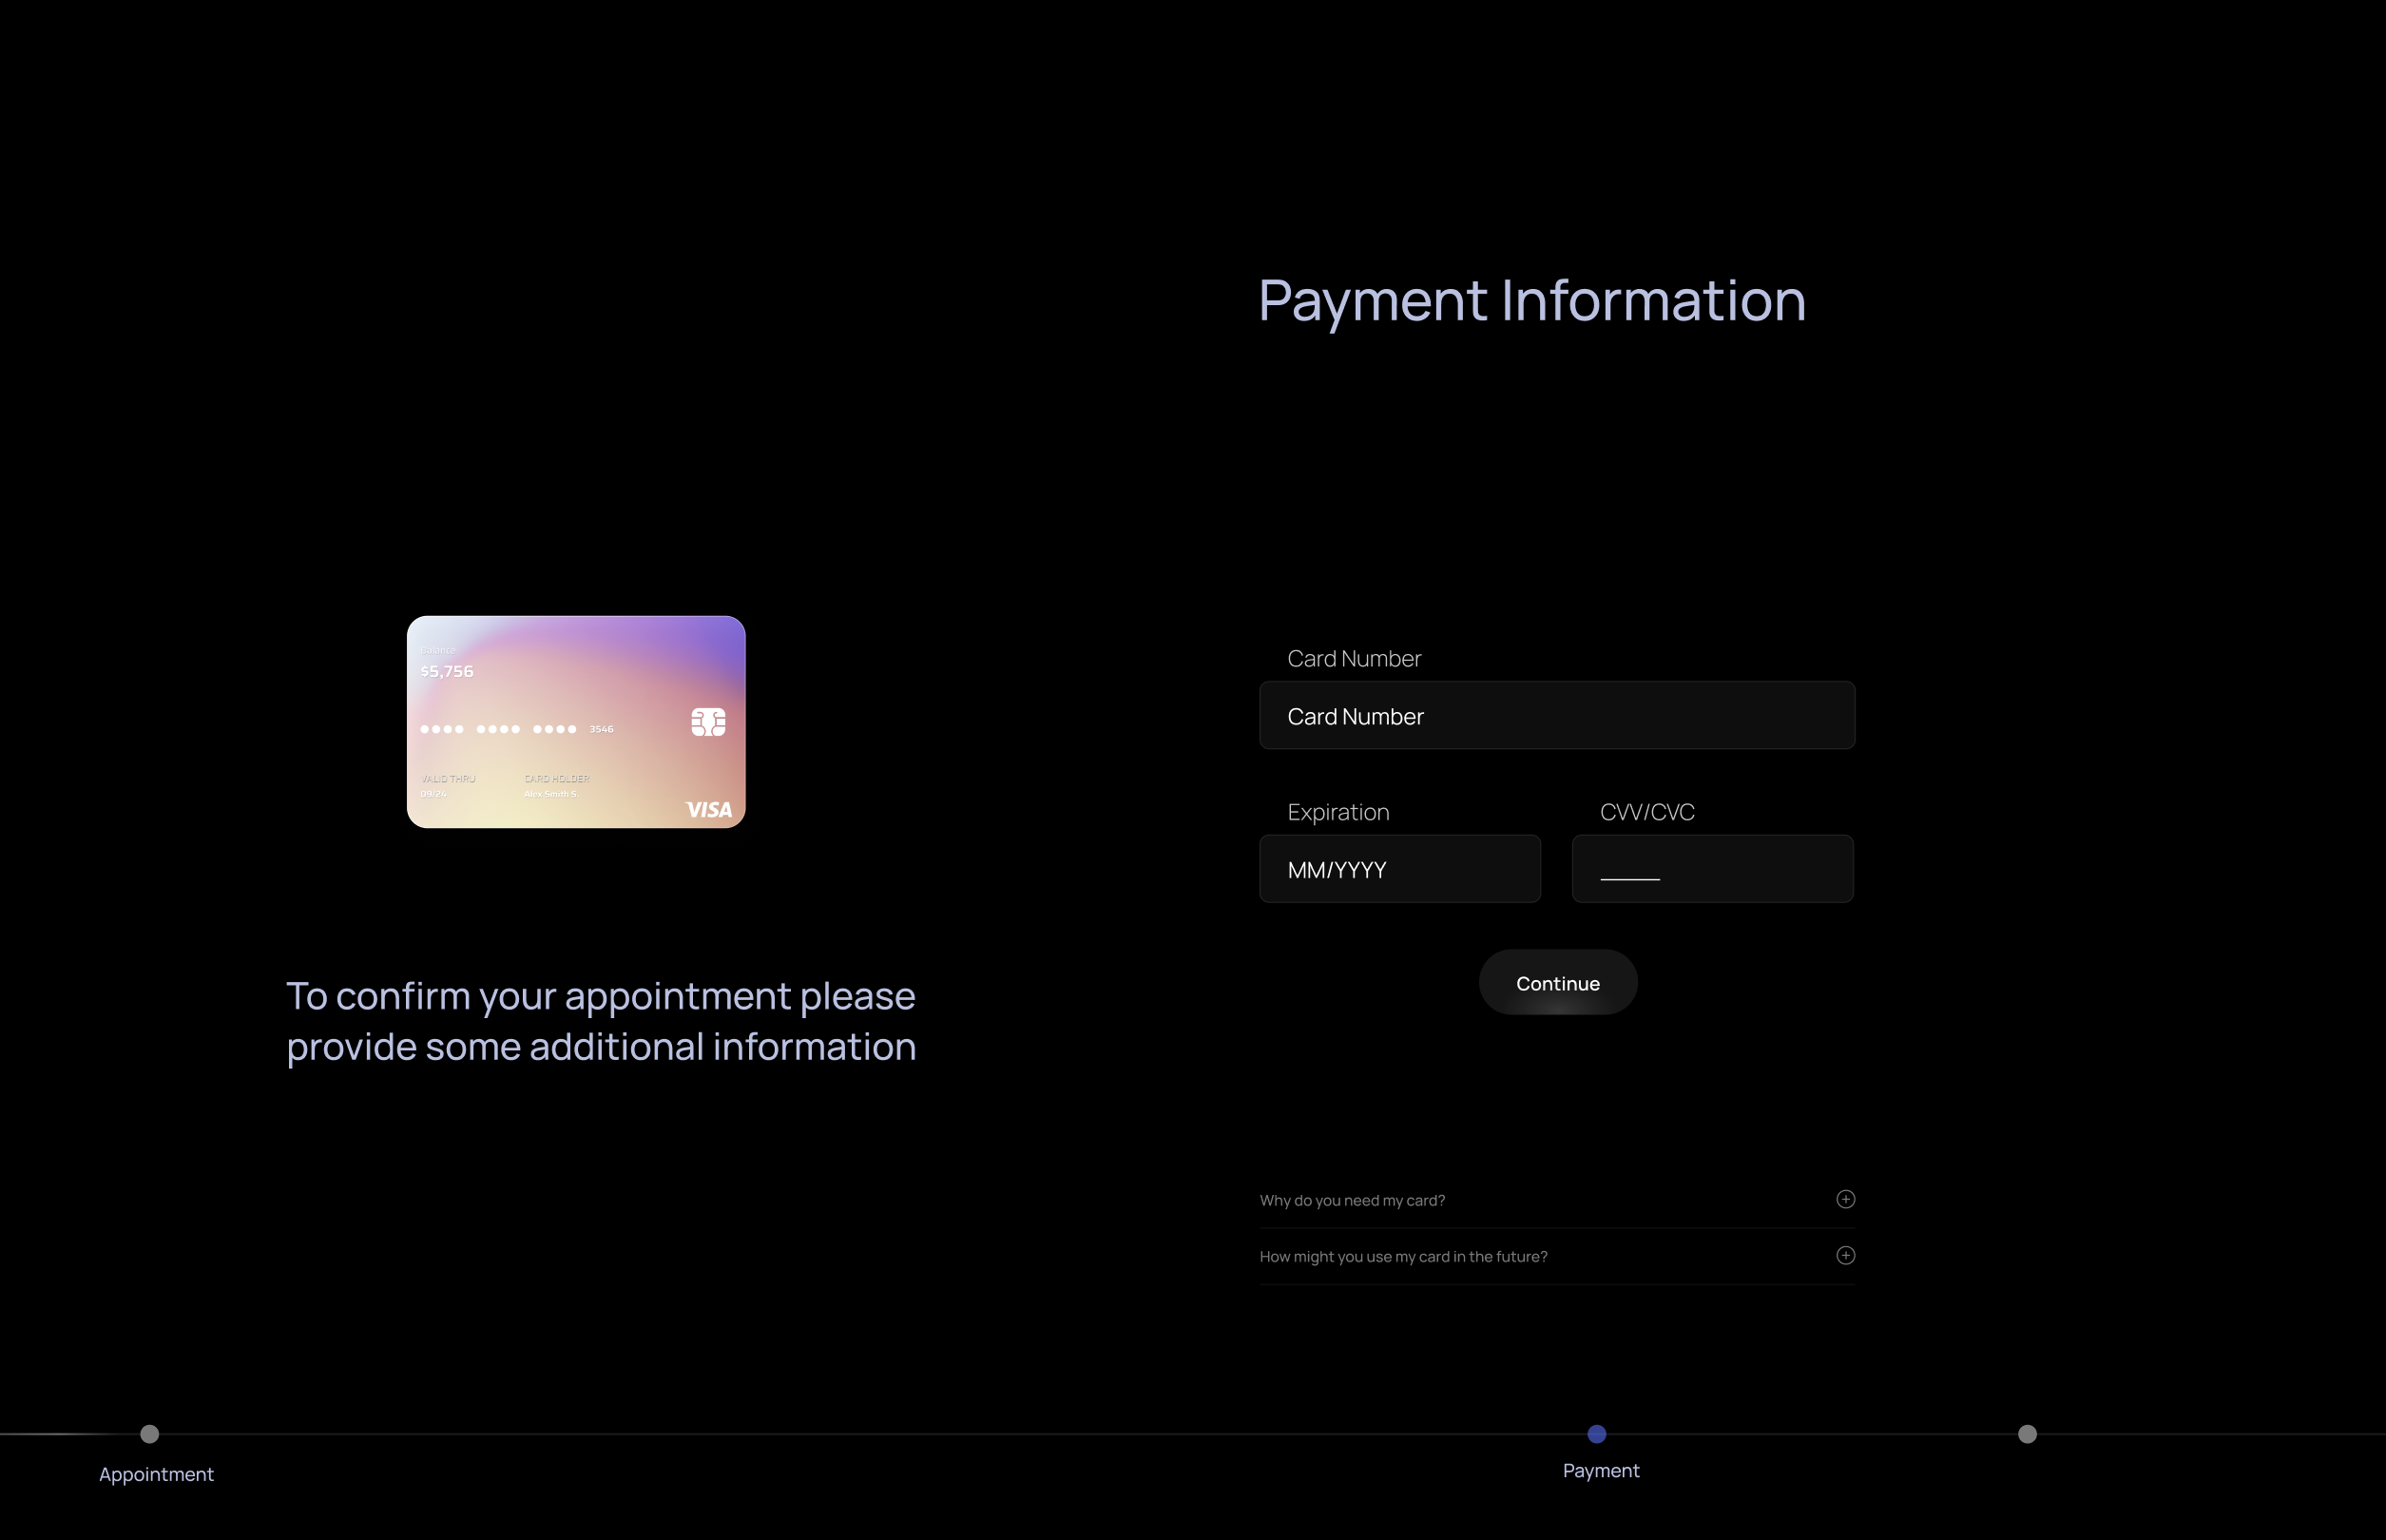 Payment Information
Balance
$5,756
3546
VALID THRU
CARD HOLDER
09/24
Alex Smith S.
VISA
To confirm your appointment please
provide some additional information
Card Number
Card Number
Expiration
CVV/CVC
MM/YYYY
_____
Continue
Why do you need my card?
How might you use my card in the future?
Appointment
Payment